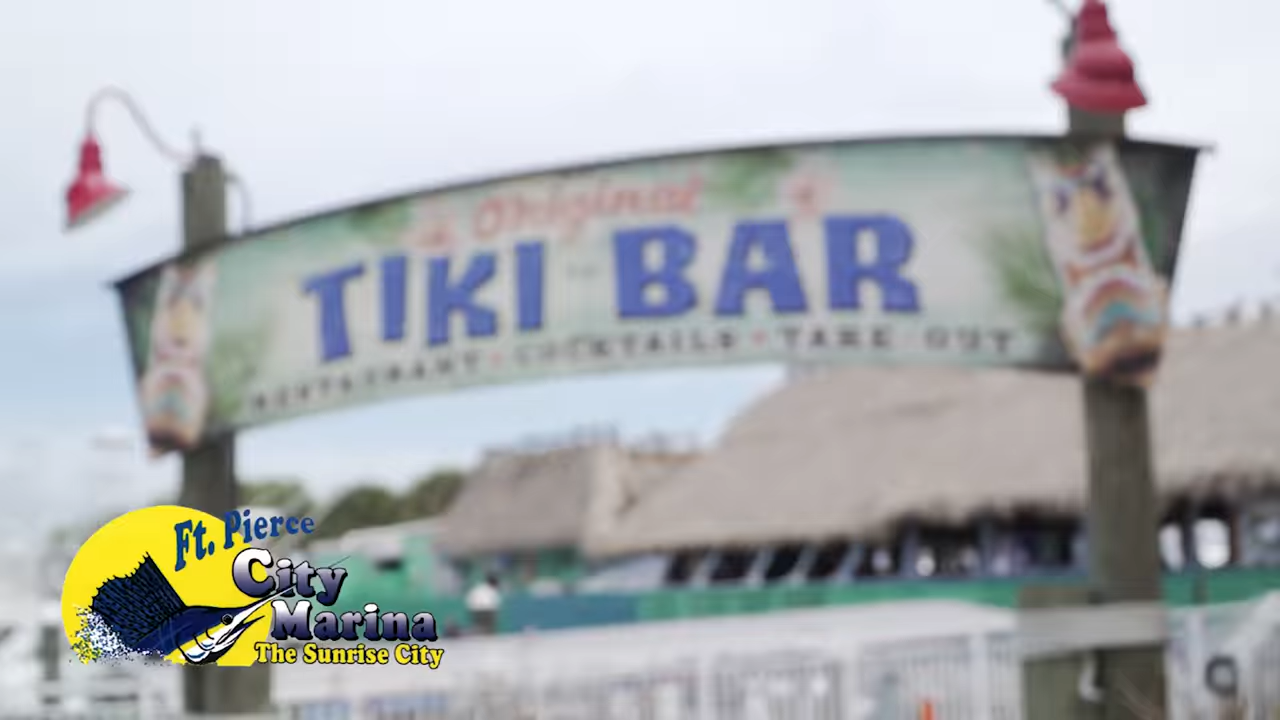 Original
TIKI BAR
RESTAURANT • COCKTAILS • TAKE OUT
Ft. Pierce
City
Marina
The Sunrise City